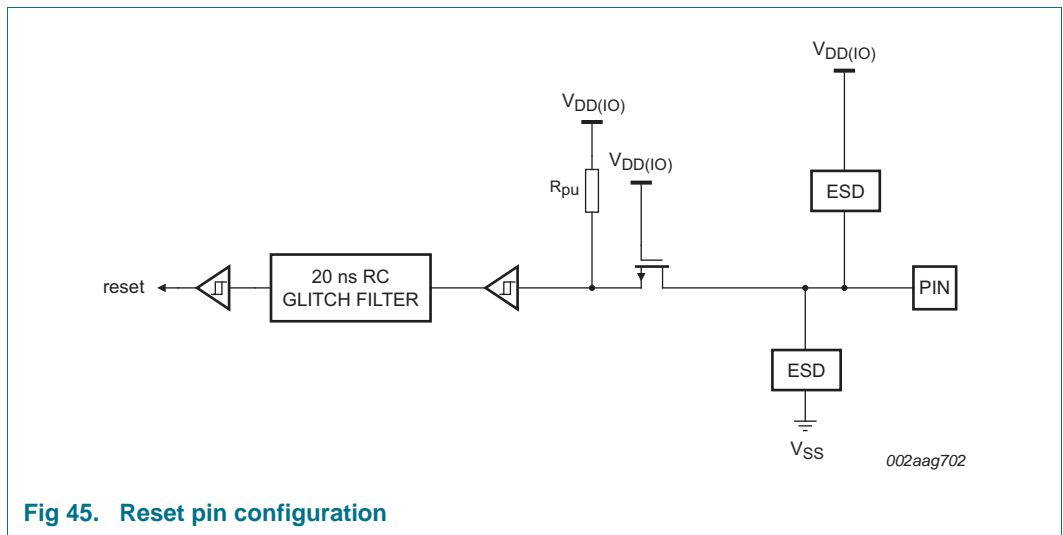 VDD(IO)
VDD(IO)
VDD(IO)
Rpu
ESD
reset
20 ns RC
GLITCH FILTER
PIN
ESD
VSS
002aag702
Fig 45. Reset pin configuration